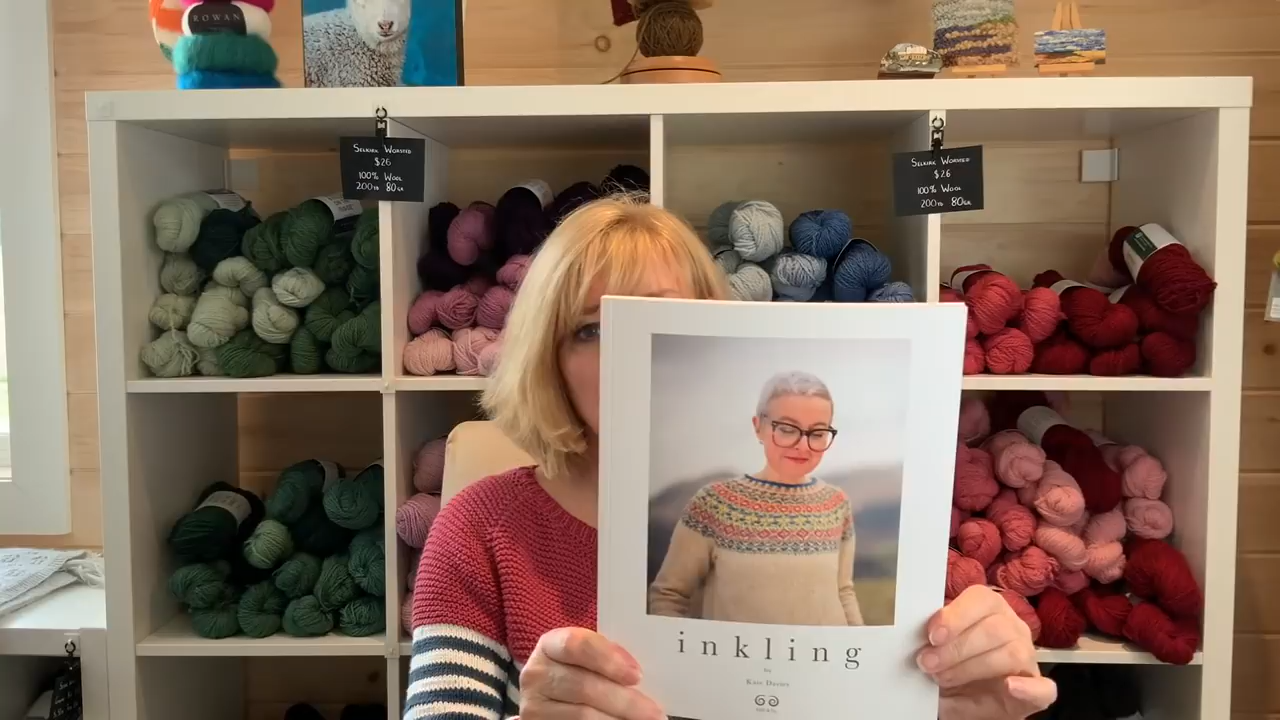 ROWAN
SELKIRK WORSTED
$26
100% WOOL
200YD 80GR
SELKIRK WORSTED
$26
100% WOOL
200YD 80GR
inkling
by
Kate Davies